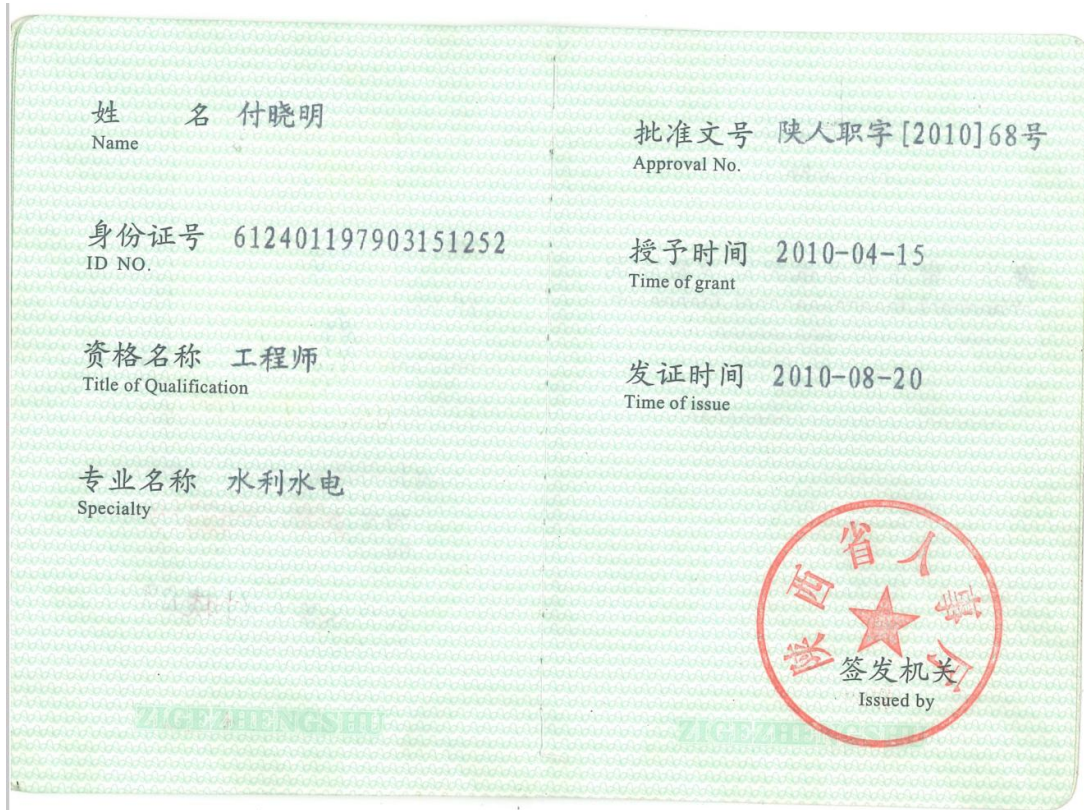 姓 名 付晓明
Name
身份证号 612401197903151252
ID NO.
资格名称 工程师
Title of Qualification
专业名称 水利水电
Specialty
ZIGEZHENGSHU
批准文号 陕人职字[2010]68号
Approval No.
授予时间 2010-04-15
Time of grant
发证时间 2010-08-20
Time of issue
陕西省人事厅
签发机关
Issued by
ZIGEZHENGSHU